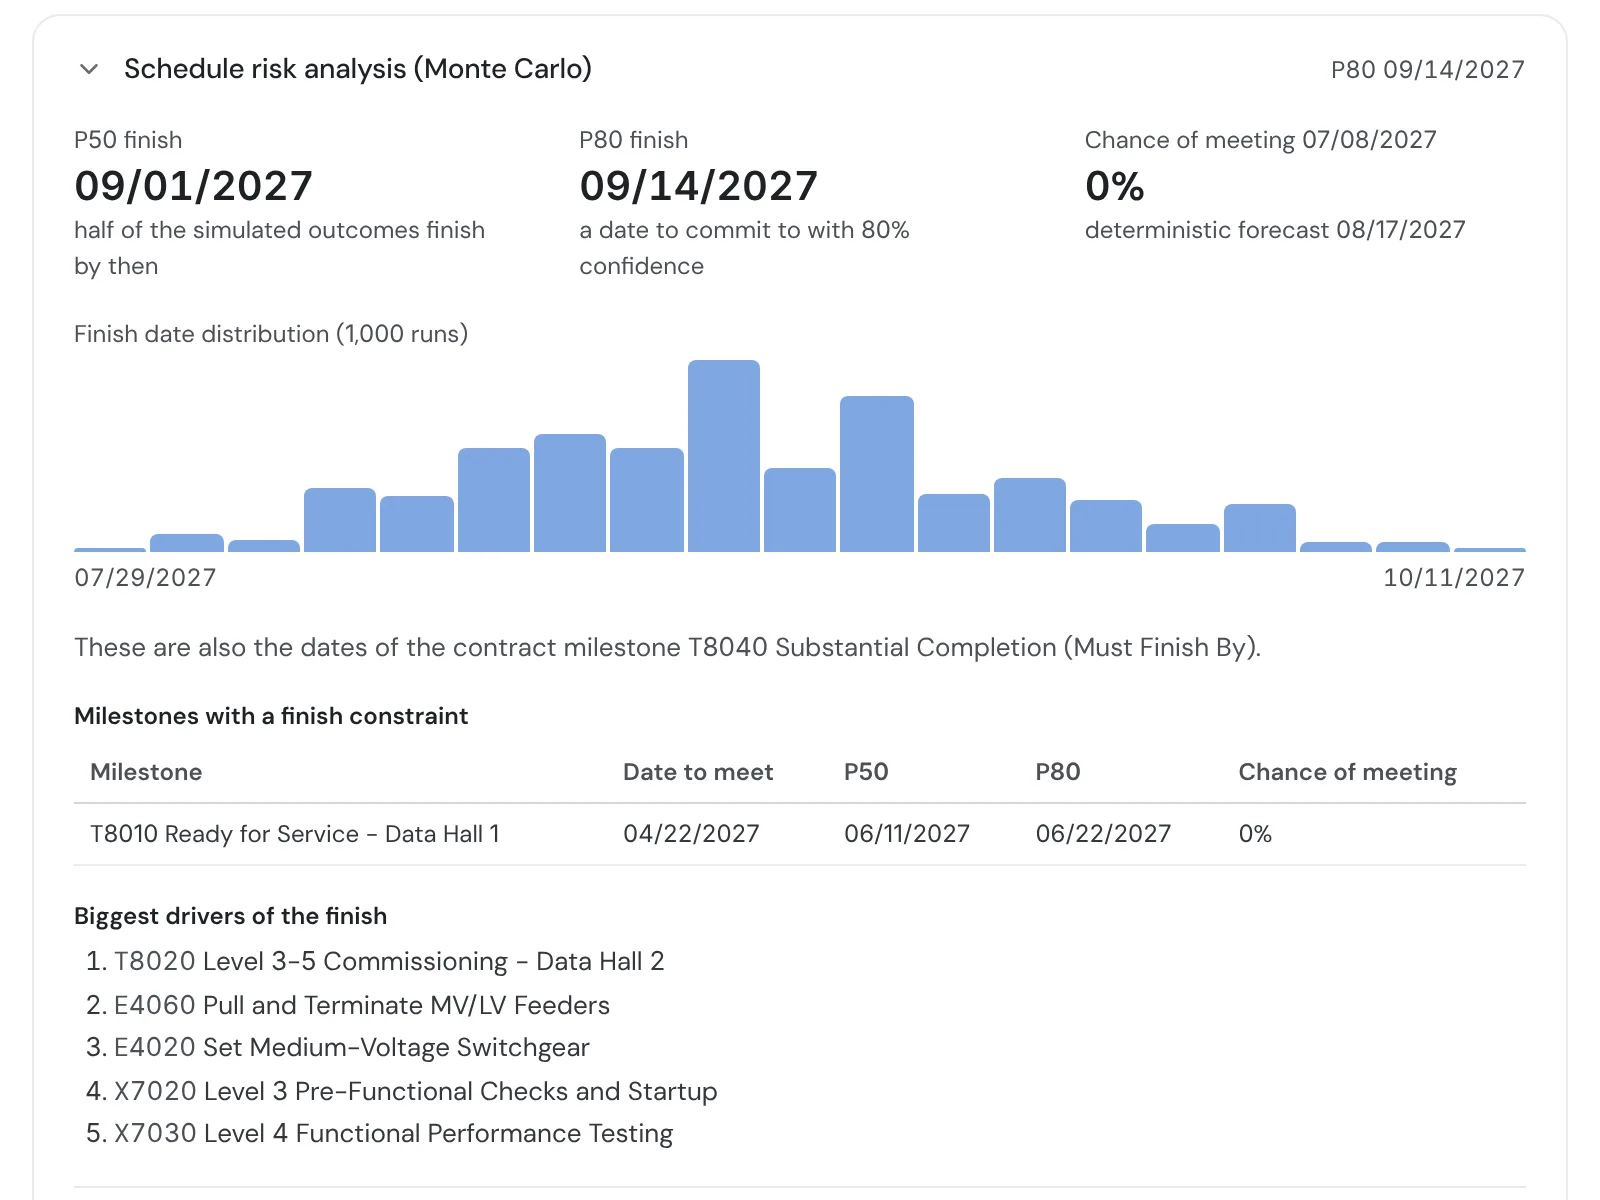 Schedule risk analysis (Monte Carlo)
P80 09/14/2027
P50 finish
09/01/2027
half of the simulated outcomes finish
by then
P80 finish
09/14/2027
a date to commit to with 80%
confidence
Chance of meeting 07/08/2027
0%
deterministic forecast 08/17/2027
Finish date distribution (1,000 runs)
07/29/2027
10/11/2027
These are also the dates of the contract milestone T8040 Substantial Completion (Must Finish By).
Milestones with a finish constraint
Milestone Date to meet P50 P80 Chance of meeting
T8010 Ready for Service - Data Hall 1 04/22/2027 06/11/2027 06/22/2027 0%
Biggest drivers of the finish
1. T8020 Level 3-5 Commissioning - Data Hall 2
2. E4060 Pull and Terminate MV/LV Feeders
3. E4020 Set Medium-Voltage Switchgear
4. X7020 Level 3 Pre-Functional Checks and Startup
5. X7030 Level 4 Functional Performance Testing